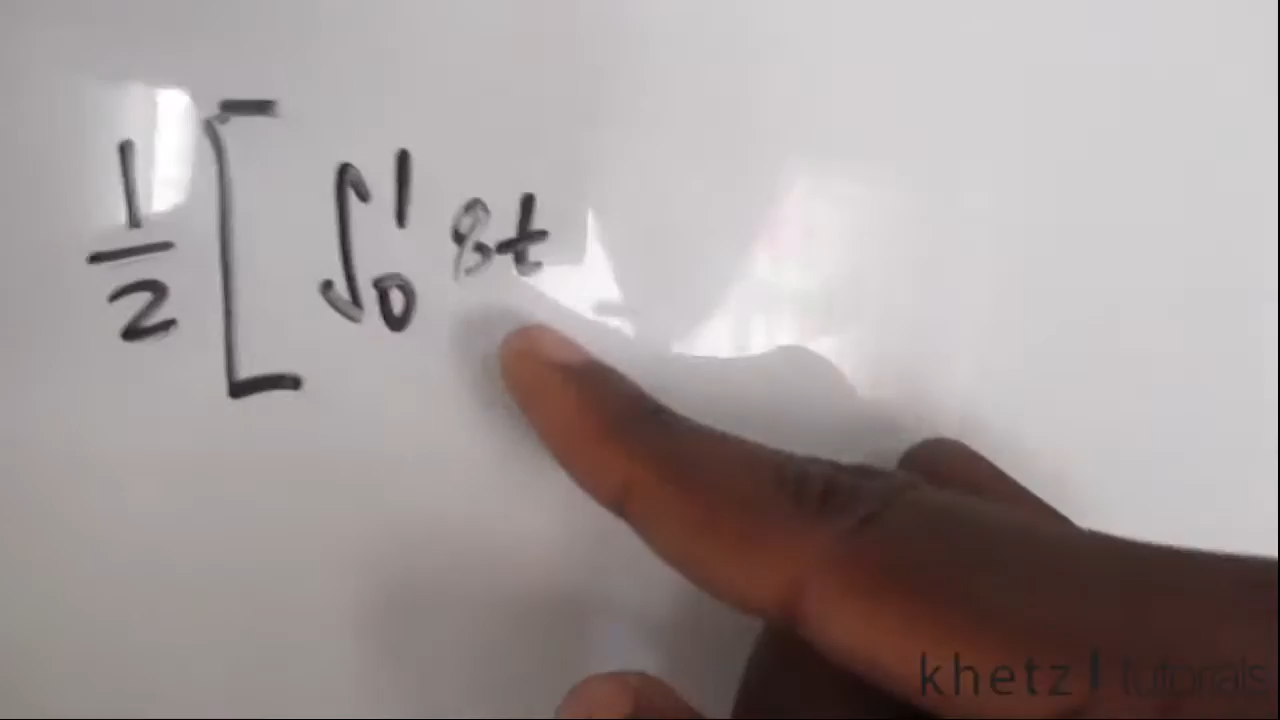 1/2 [ ∫₀¹ 8t
khetz | tutorials